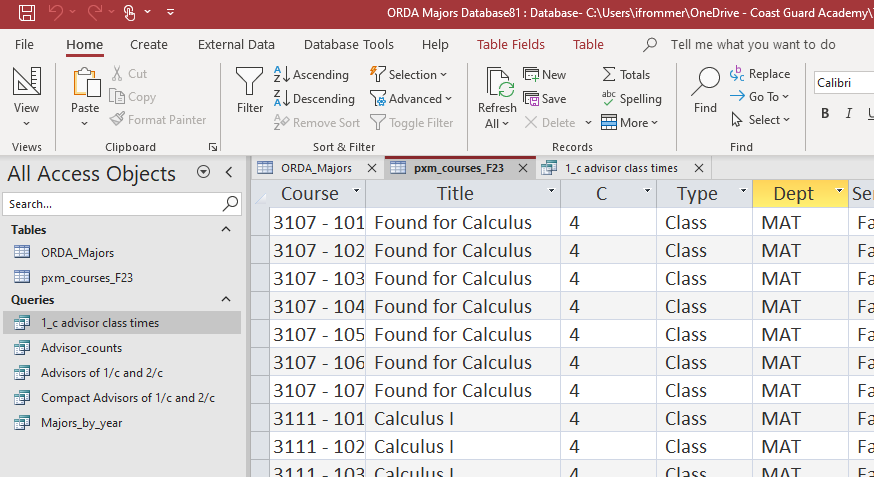 ORDA Majors Database81 : Database- C:\Users\ifrommer\OneDrive - Coast Guard Academy\
File Home Create External Data Database Tools Help Table Fields Table Tell me what you want to do
View
Views
Paste
Cut
Copy
Format Painter
Clipboard
Filter
Ascending
Descending
Remove Sort
Selection
Advanced
Toggle Filter
Sort & Filter
Refresh
All
New
Save
Delete
Totals
Spelling
More
Records
Find
Replace
Go To
Select
Find
Calibri
B I U
All Access Objects
Search...
Tables
ORDA_Majors
pxm_courses_F23
Queries
1_c advisor class times
Advisor_counts
Advisors of 1/c and 2/c
Compact Advisors of 1/c and 2/c
Majors_by_year
ORDA_Majors pxm_courses_F23 1_c advisor class times
Course Title C Type Dept Se
3107 - 101 Found for Calculus 4 Class MAT Fa
3107 - 102 Found for Calculus 4 Class MAT Fa
3107 - 103 Found for Calculus 4 Class MAT Fa
3107 - 104 Found for Calculus 4 Class MAT Fa
3107 - 105 Found for Calculus 4 Class MAT Fa
3107 - 106 Found for Calculus 4 Class MAT Fa
3107 - 107 Found for Calculus 4 Class MAT Fa
3111 - 101 Calculus I 4 Class MAT Fa
3111 - 102 Calculus I 4 Class MAT Fa
3111 - 103 Calculus I 4 Class MAT Fa